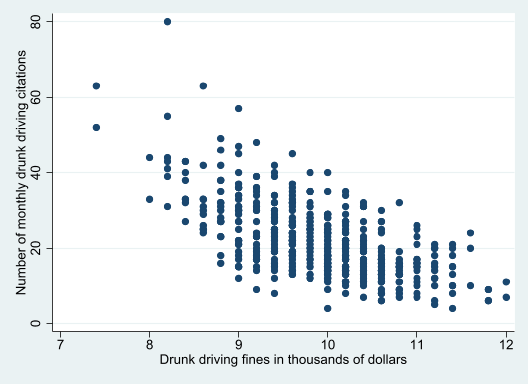 Number of monthly drunk driving citations
80
60
40
20
0
7 8 9 10 11 12
Drunk driving fines in thousands of dollars